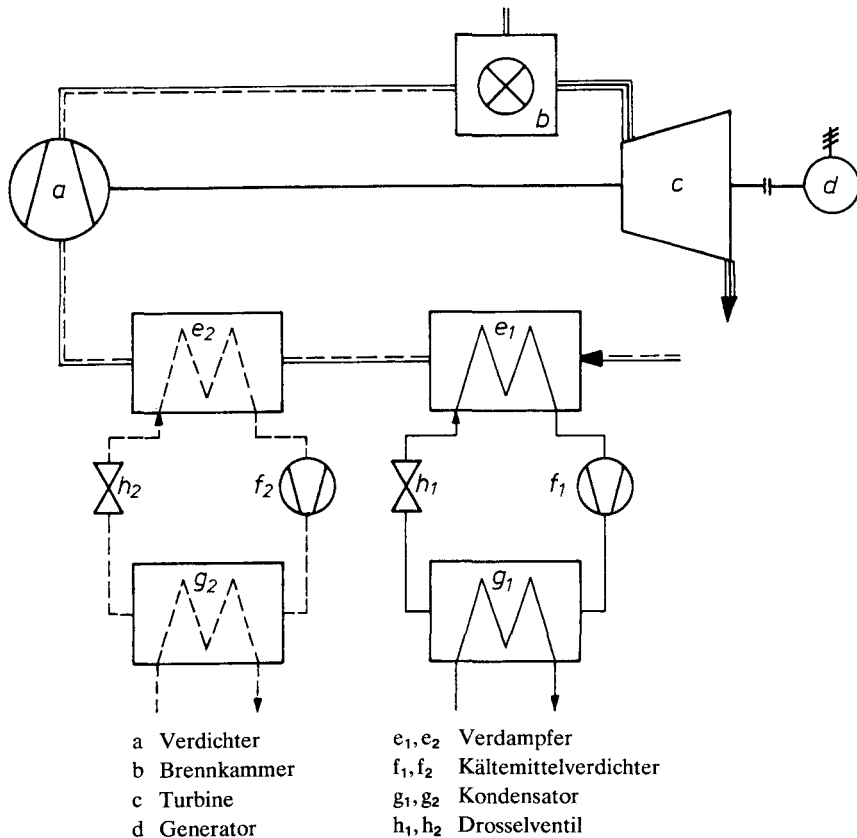 b
a
c
d
e₂
e₁
h₂
f₂
h₁
f₁
g₂
g₁
a Verdichter
b Brennkammer
c Turbine
d Generator
e₁, e₂ Verdampfer
f₁, f₂ Kältemittelverdichter
g₁, g₂ Kondensator
h₁, h₂ Drosselventil